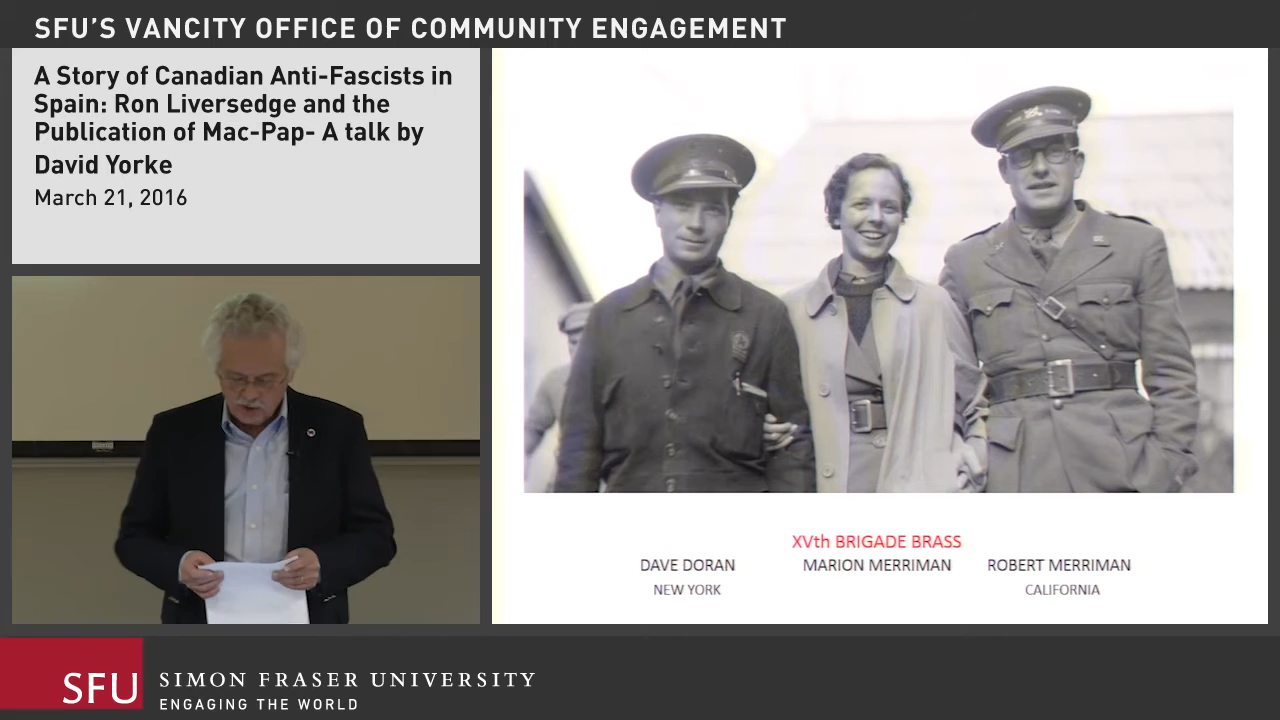 SFU'S VANCITY OFFICE OF COMMUNITY ENGAGEMENT
A Story of Canadian Anti-Fascists in
Spain: Ron Liversedge and the
Publication of Mac-Pap- A talk by
David Yorke
March 21, 2016
XVth BRIGADE BRASS
DAVE DORAN
MARION MERRIMAN
ROBERT MERRIMAN
NEW YORK
CALIFORNIA
SFU
SIMON FRASER UNIVERSITY
ENGAGING THE WORLD